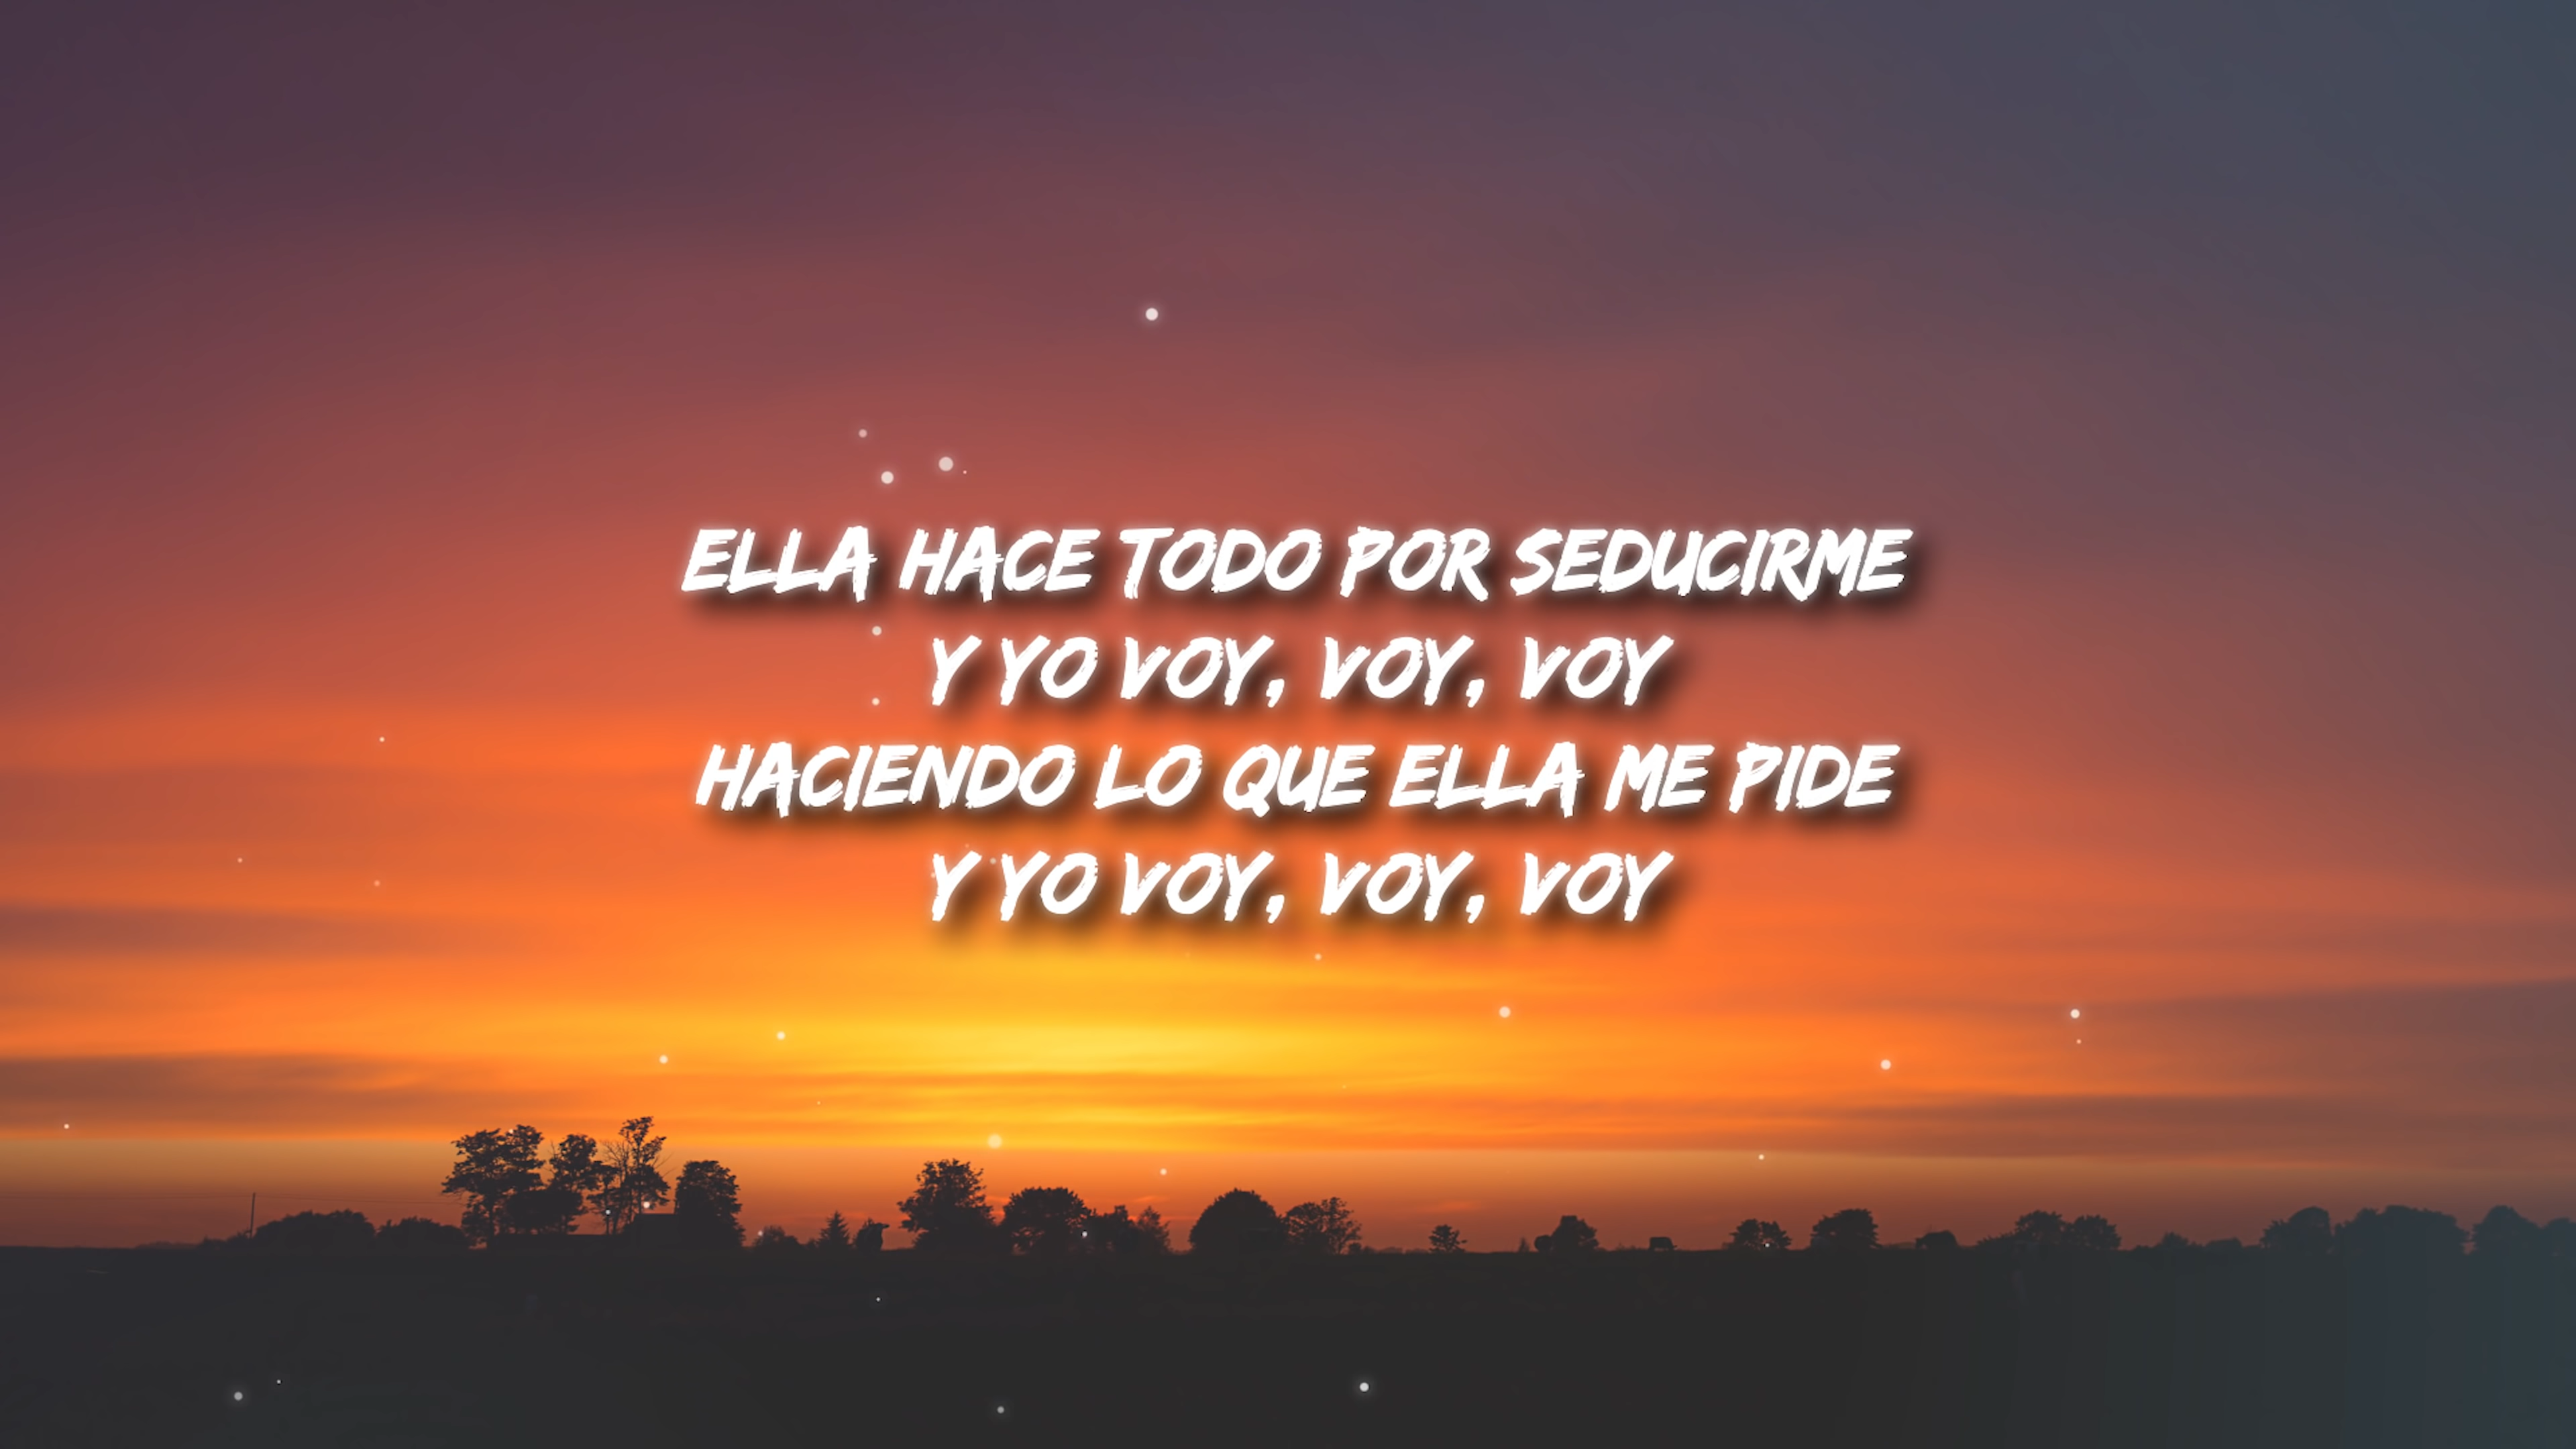 ELLA HACE TODO POR SEDUCIRME
Y YO VOY, VOY, VOY
HACIENDO LO QUE ELLA ME PIDE
Y YO VOY, VOY, VOY